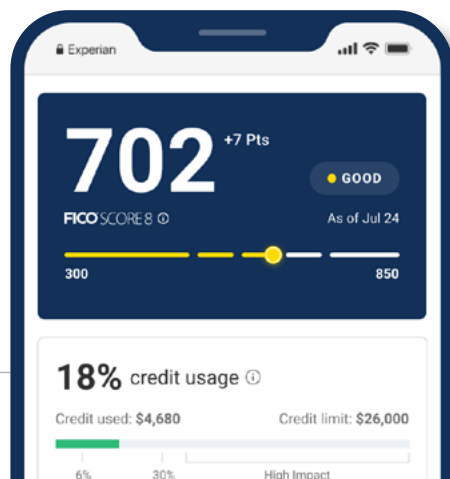 Experian
702 +7 Pts
GOOD
FICO SCORE 8
As of Jul 24
300 850
18% credit usage
Credit used: $4,680 Credit limit: $26,000
6% 30% High Impact